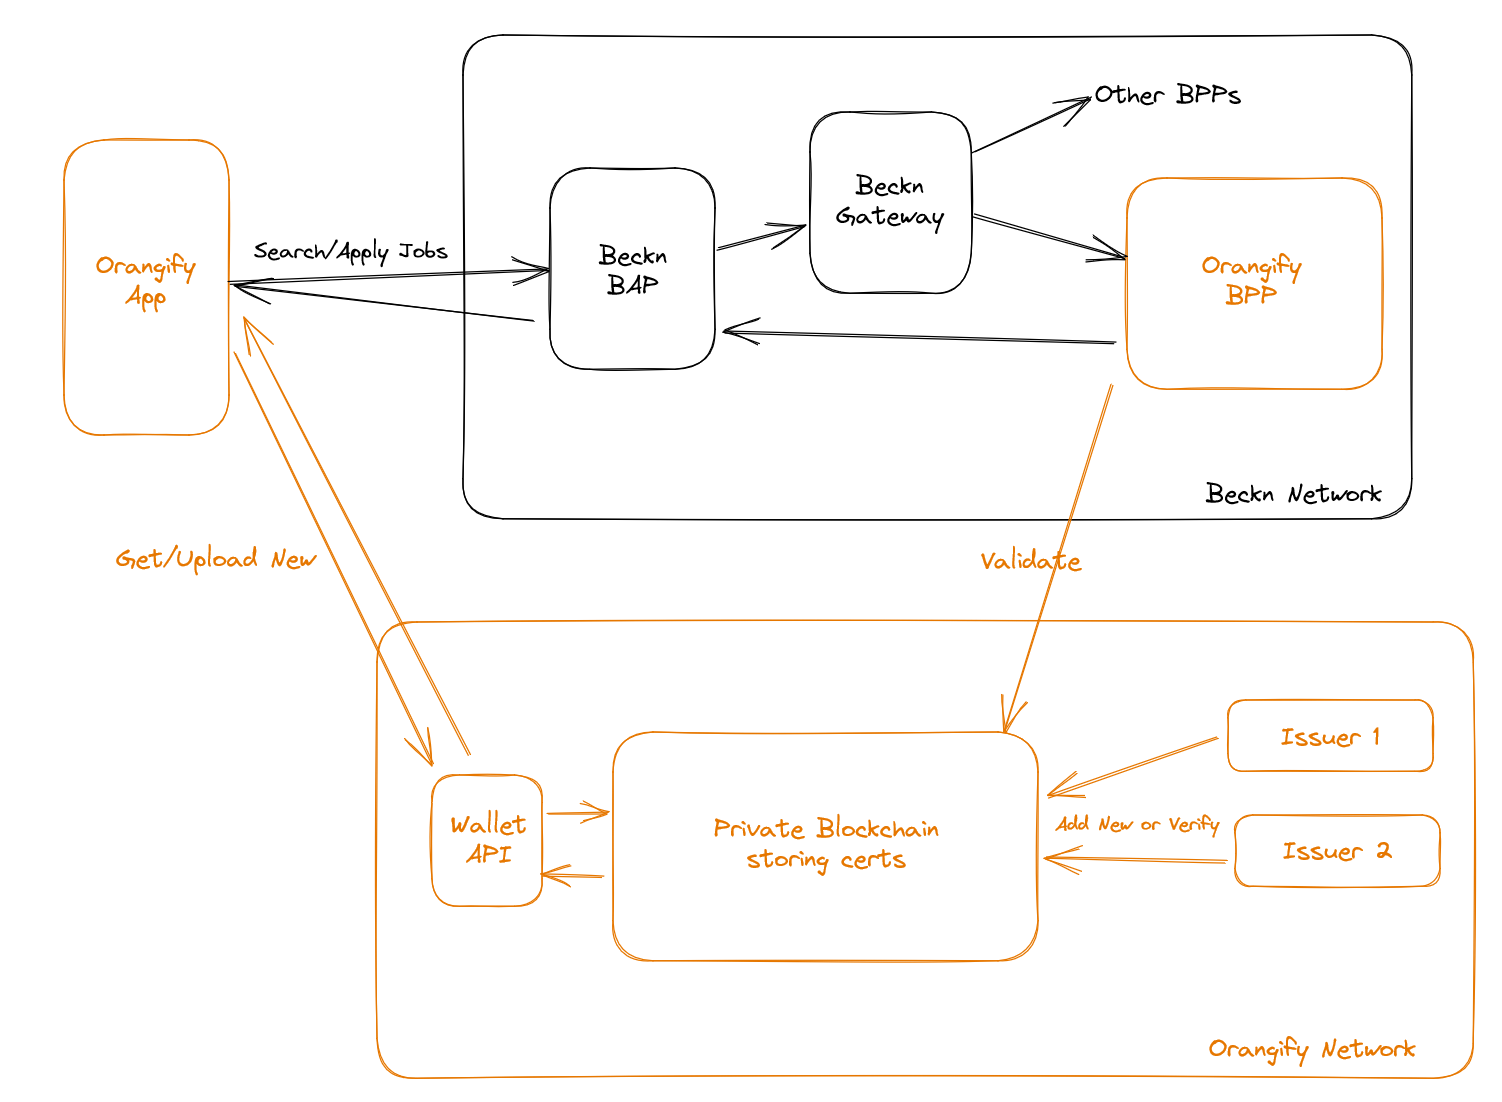 Other BPPs
Beckn
Gateway
Search/Apply Jobs
Beckn
BAP
Orangify
App
Orangify
BPP
Beckn Network
Get/Upload New
Validate
Issuer 1
Wallet
API
Private Blockchain
storing certs
Add New or Verify
Issuer 2
Orangify Network